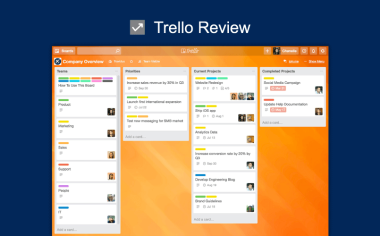 Trello Review
Boards
Trello
Company Overview
Teams
How To Use This Board
Product
Marketing
Sales
Support
People
IT
Add a card...
Priorities
Increase sales revenue by 30% in Q3
Launch first international expansion
Test new messaging for SMB market
Add a card...
Current Projects
Website Redesign
Ship iOS app
Analytics Data
Increase conversion rate by 20% by Q3
Develop Engineering Blog
Brand Guidelines
Add a card...
Completed Projects
Social Media Campaign
Update Help Documentation
Add a card...